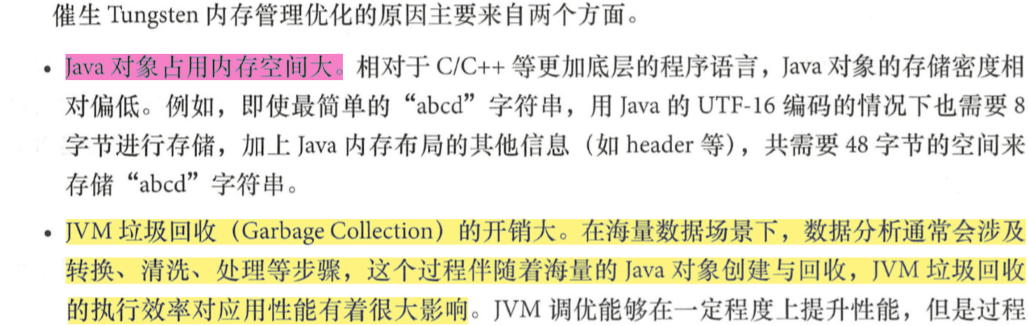 催生 Tungsten 内存管理优化的原因主要来自两个方面。
• Java 对象占用内存空间大。相对于 C/C++ 等更加底层的程序语言，Java 对象的存储密度相
对偏低。例如，即使最简单的“abcd”字符串，用 Java 的 UTF-16 编码的情况下也需要 8
字节进行存储，加上 Java 内存布局的其他信息（如 header 等），共需要 48 字节的空间来
存储“abcd”字符串。
• JVM 垃圾回收（Garbage Collection）的开销大。在海量数据场景下，数据分析通常会涉及
转换、清洗、处理等步骤，这个过程伴随着海量的 Java 对象创建与回收，JVM 垃圾回收
的执行效率对应用性能有着很大影响。JVM 调优能够在一定程度上提升性能，但是过程